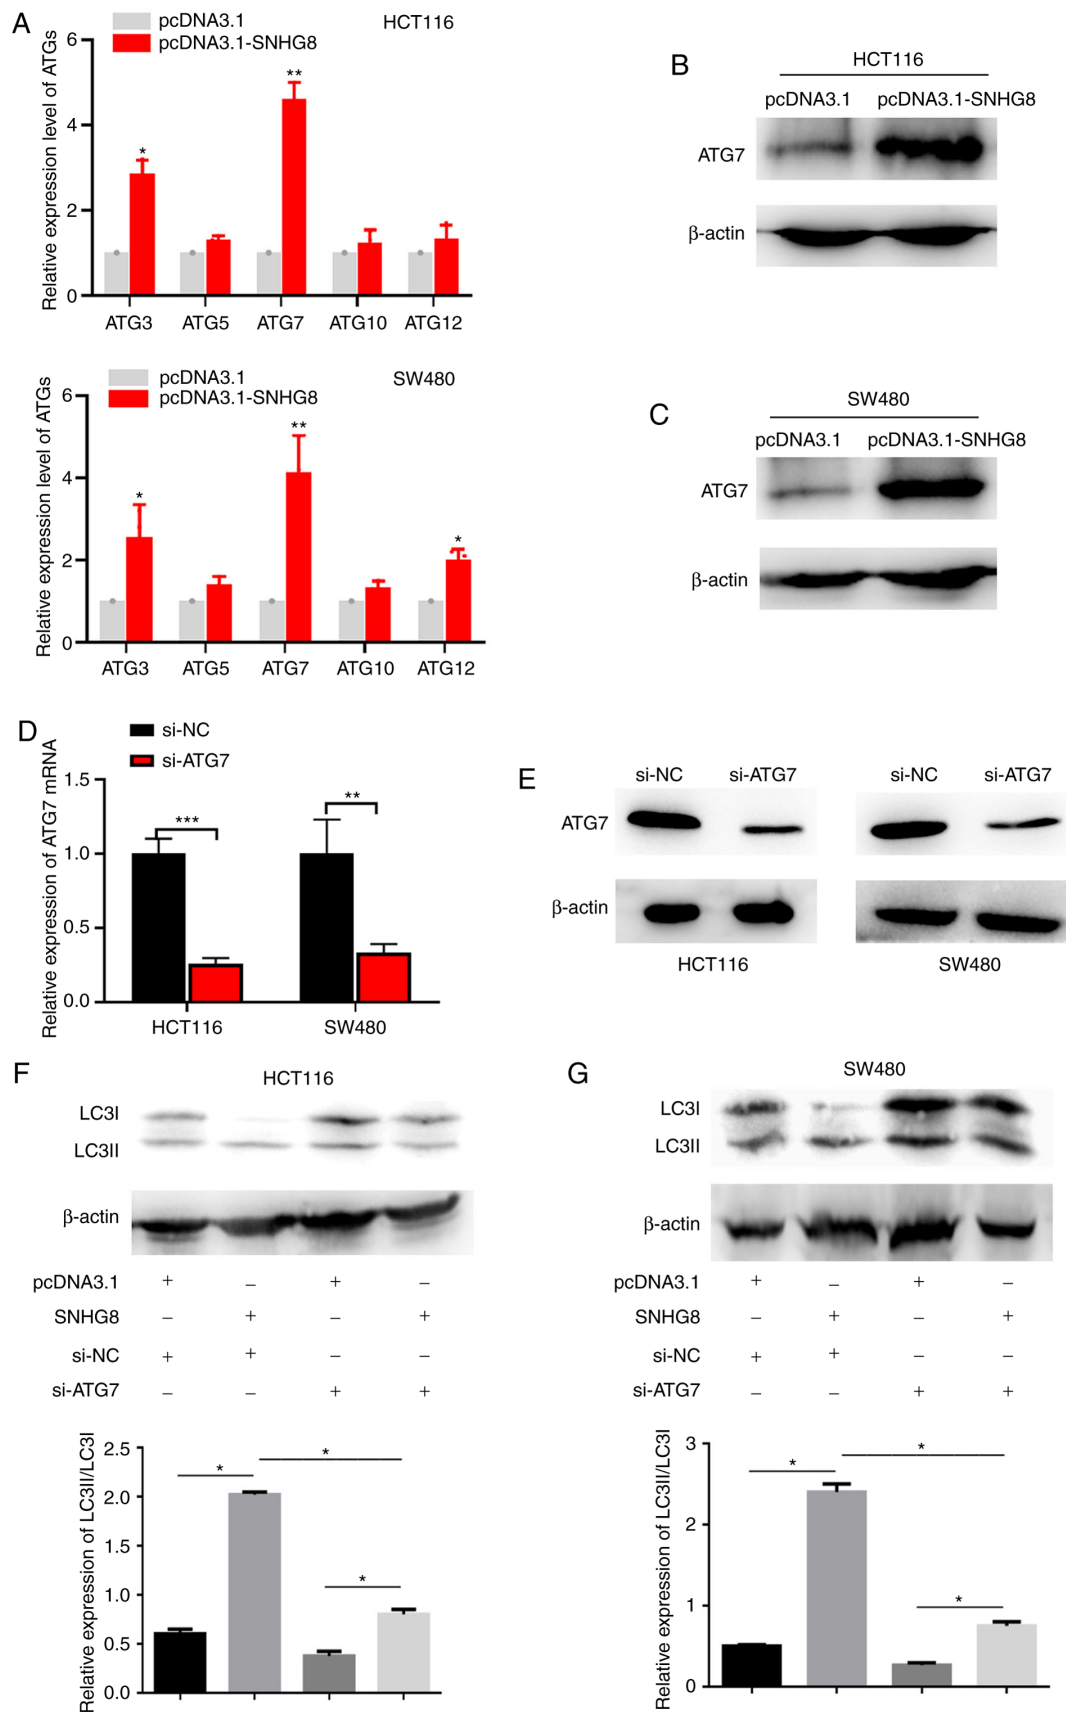 A
pcDNA3.1
pcDNA3.1-SNHG8
HCT116
Relative expression level of ATGs
6
4
2
0
*
**
ATG3 ATG5 ATG7 ATG10 ATG12
pcDNA3.1
pcDNA3.1-SNHG8
SW480
Relative expression level of ATGs
6
4
2
0
*
**
*
ATG3 ATG5 ATG7 ATG10 ATG12
B
HCT116
pcDNA3.1 pcDNA3.1-SNHG8
ATG7
β-actin
C
SW480
pcDNA3.1 pcDNA3.1-SNHG8
ATG7
β-actin
D
si-NC
si-ATG7
Relative expression of ATG7 mRNA
1.5
1.0
0.5
0.0
***
**
HCT116 SW480
E
si-NC si-ATG7 si-NC si-ATG7
ATG7
β-actin
HCT116 SW480
F
HCT116
LC3I
LC3II
β-actin
pcDNA3.1 + – + –
SNHG8 – + – +
si-NC + + – –
si-ATG7 – – + +
Relative expression of LC3II/LC3I
2.5
2.0
1.5
1.0
0.5
0.0
*
*
*
G
SW480
LC3I
LC3II
β-actin
pcDNA3.1 + – + –
SNHG8 – + – +
si-NC + + – –
si-ATG7 – – + +
Relative expression of LC3II/LC3I
3
2
1
0
*
*
*